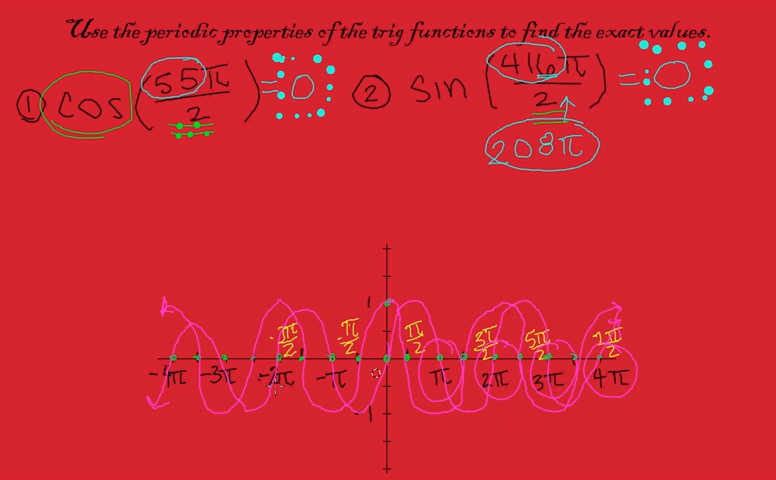 Use the periodic properties of the trig functions to find the exact values.
① cos (55π/2) = 0 ② sin (416π/2) = 0
208π
1
π/2 3π/2 5π/2 7π/2
-π/2
-4π -3π -2π -π 0 π 2π 3π 4π
-1